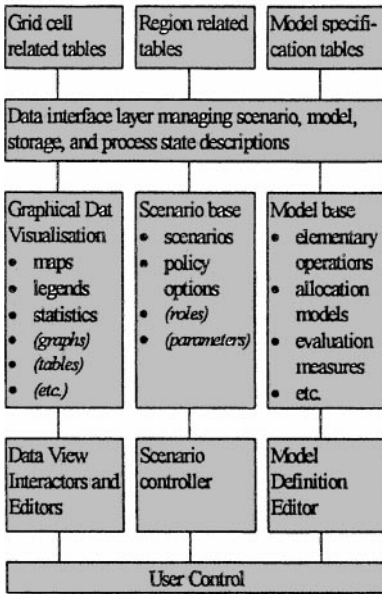 Grid cell
related tables
Region related
tables
Model specifi-
cation tables
Data interface layer managing scenario, model,
storage, and process state descriptions
Graphical Dat
Visualisation
• maps
• legends
• statistics
• (graphs)
• (tables)
• (etc.)
Scenario base
• scenarios
• policy
options
• (roles)
• (parameters)
Model base
• elementary
operations
• allocation
models
• evaluation
measures
• etc.
Data View
Interactors and
Editors
Scenario
controller
Model
Definition
Editor
User Control